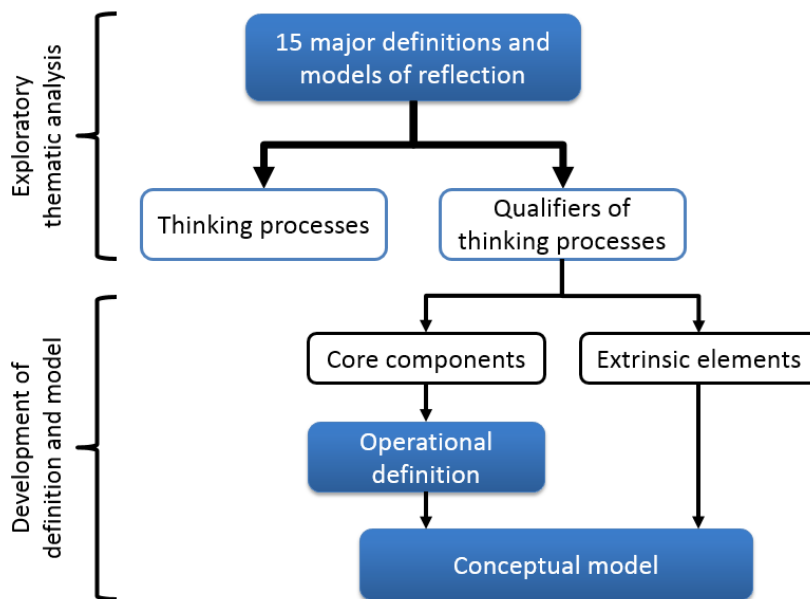 Exploratory
thematic analysis
15 major definitions and
models of reflection
Thinking processes
Qualifiers of
thinking processes
Development of
definition and model
Core components
Extrinsic elements
Operational
definition
Conceptual model